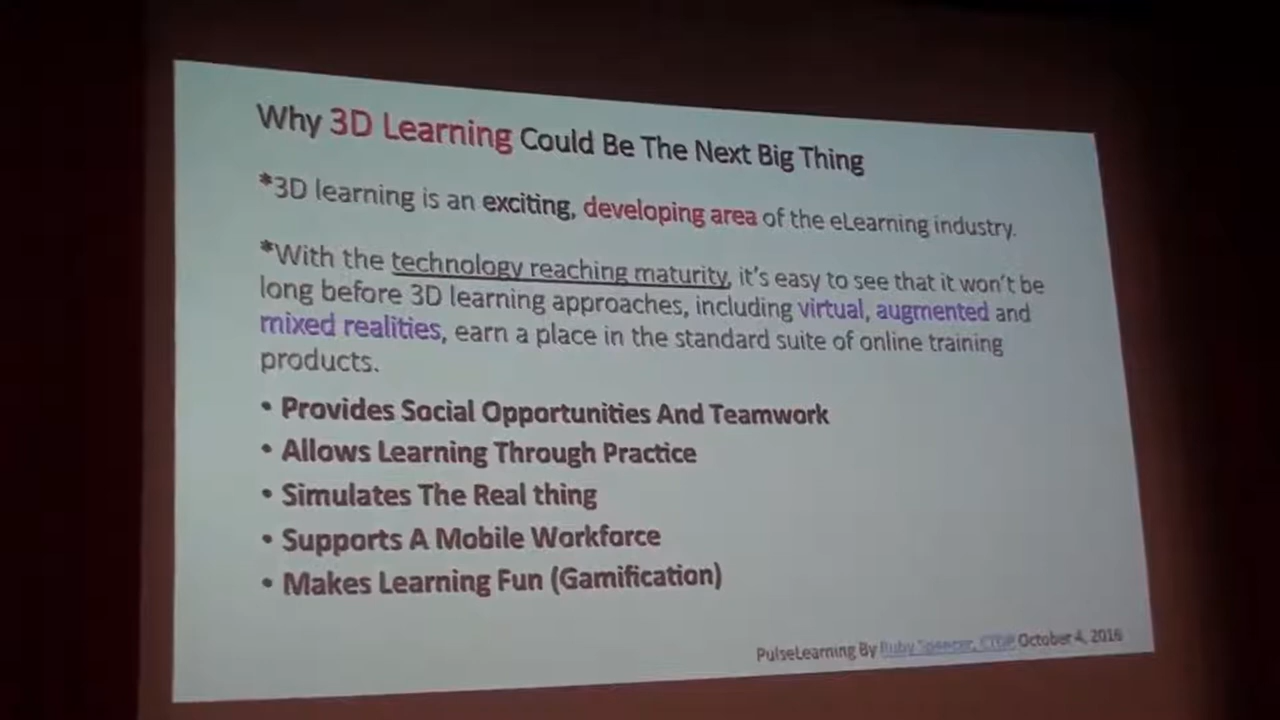 Why 3D Learning Could Be The Next Big Thing
*3D learning is an exciting, developing area of the eLearning industry.
*With the technology reaching maturity, it's easy to see that it won't be
long before 3D learning approaches, including virtual, augmented and
mixed realities, earn a place in the standard suite of online training
products.
• Provides Social Opportunities And Teamwork
• Allows Learning Through Practice
• Simulates The Real thing
• Supports A Mobile Workforce
• Makes Learning Fun (Gamification)
PulseLearning By Ruby Spencer, October 4, 2016